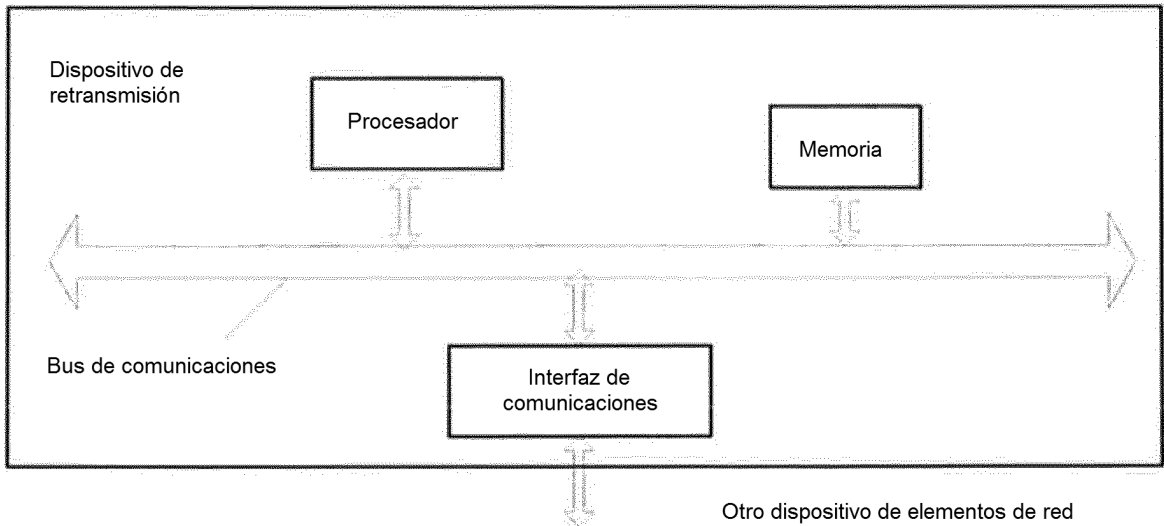 Dispositivo de
retransmisión
Procesador
Memoria
Bus de comunicaciones
Interfaz de
comunicaciones
Otro dispositivo de elementos de red